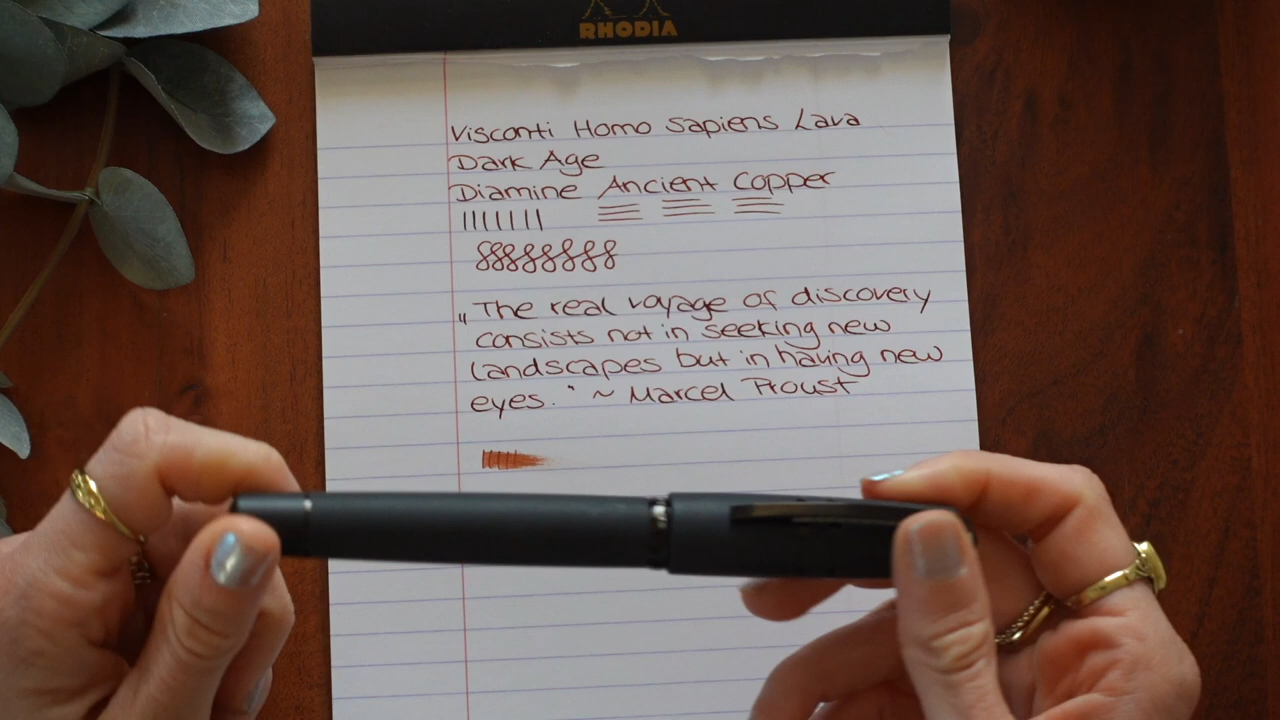 RHODIA
Visconti Homo Sapiens Lava
Dark Age
Diamine Ancient Copper
„The real voyage of discovery
consists not in seeking new
landscapes but in having new
eyes." ~ Marcel Proust